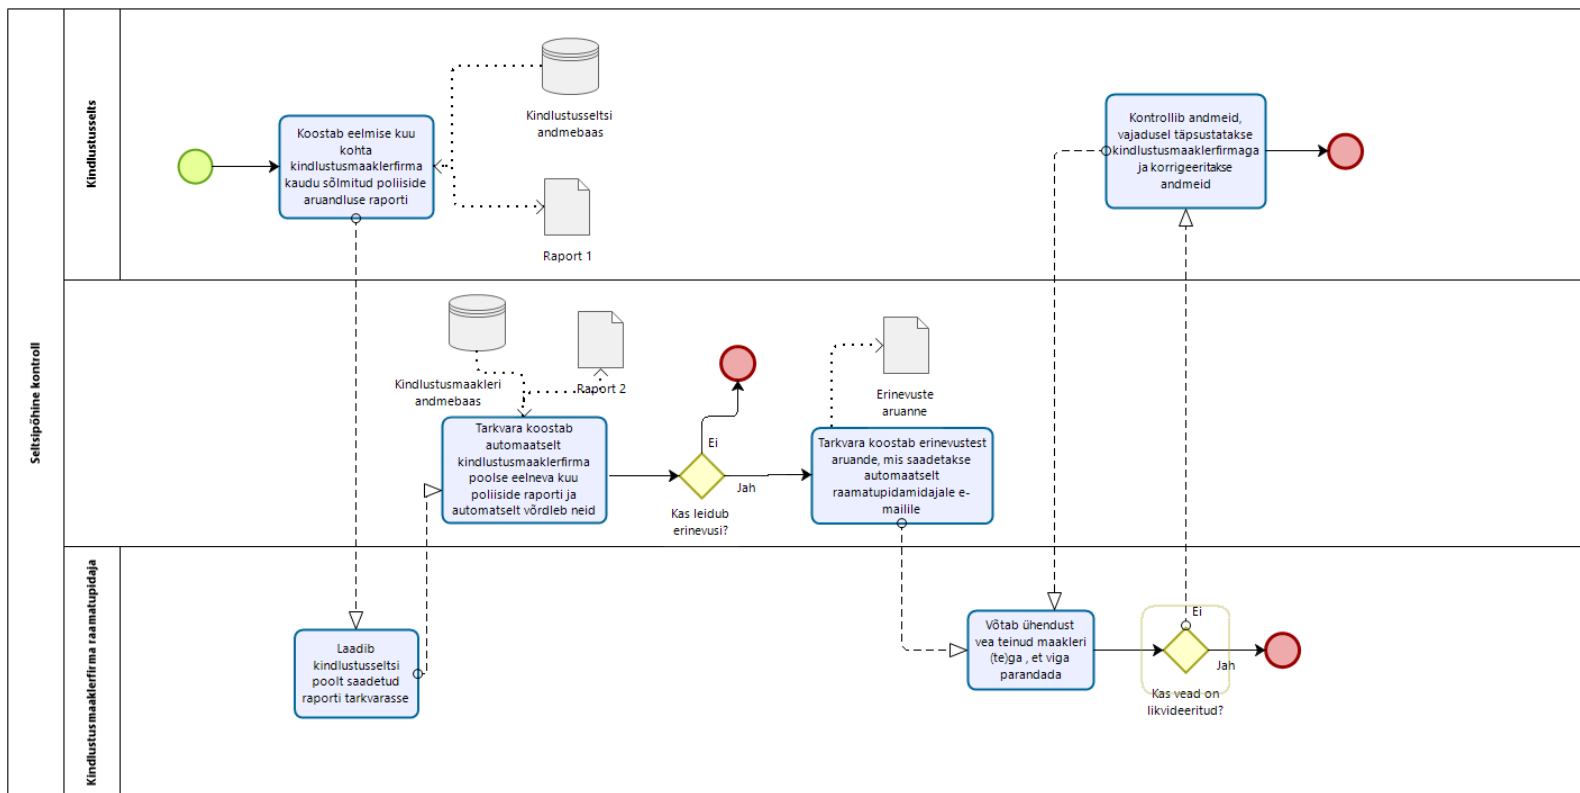 Seltsipõhine kontroll
Kindlustusselts
Koostab eelmise kuu
kohta
kindlustusmaaklerfirma
kaudu sõlmitud poliiside
aruandluse raporti
Kindlustusseltsi
andmebaas
Raport 1
Kontrollib andmeid,
vajadusel täpsustatakse
kindlustusmaaklerfirmaga
ja korrigeeritakse
andmeid
Kindlustusmaakleri
andmebaas
Raport 2
Tarkvara koostab
automaatselt
kindlustusmaaklerfirma
poolse eelneva kuu
poliiside raporti ja
automatselt võrdleb neid
Ei
Jah
Kas leidub
erinevusi?
Erinevuste
aruanne
Tarkvara koostab erinevustest
aruande, mis saadetakse
automaatselt
raamatupidamidajale e-
mailile
Kindlustusmaaklerfirma raamatupidaja
Laadib
kindlustusseltsi
poolt saadetud
raporti tarkvarasse
Võtab ühendust
vea teinud maakleri
(te)ga , et viga
parandada
Ei
Jah
Kas vead on
likvideeritud?